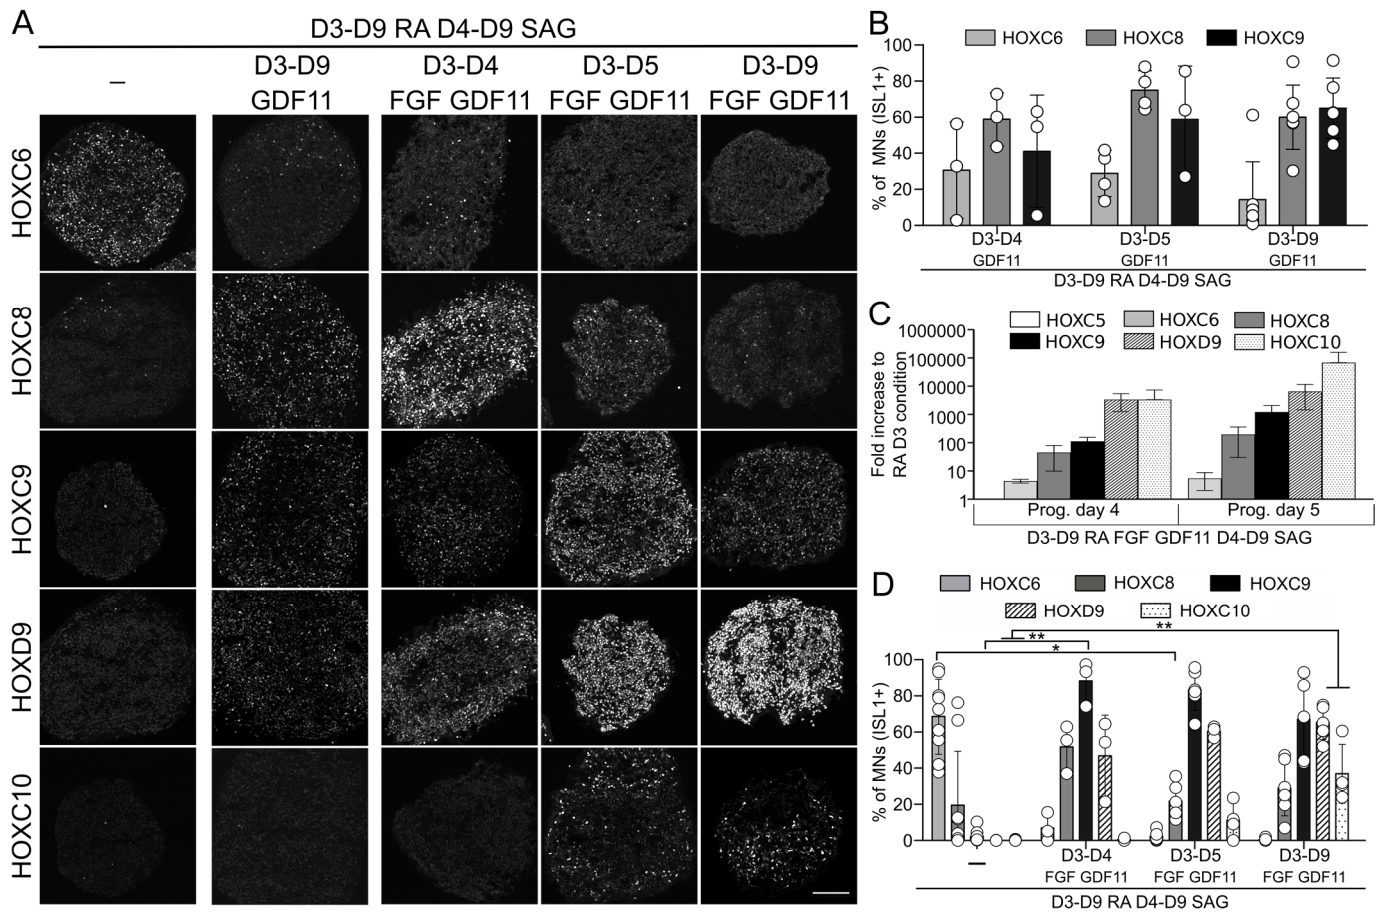 A
D3-D9 RA D4-D9 SAG
–
D3-D9
GDF11
D3-D4
FGF GDF11
D3-D5
FGF GDF11
D3-D9
FGF GDF11
HOXC6
HOXC8
HOXC9
HOXD9
HOXC10
B
HOXC6 HOXC8 HOXC9
% of MNs (ISL1+)
100
80
60
40
20
0
D3-D4
GDF11
D3-D5
GDF11
D3-D9
GDF11
D3-D9 RA D4-D9 SAG
C
HOXC5 HOXC6 HOXC8
HOXC9 HOXD9 HOXC10
Fold increase to
RA D3 condition
1000000
100000
10000
1000
100
10
1
Prog. day 4 Prog. day 5
D3-D9 RA FGF GDF11 D4-D9 SAG
D
HOXC6 HOXC8 HOXC9
HOXD9 HOXC10
**
**
*
% of MNs (ISL1+)
100
80
60
40
20
0
–
D3-D4
FGF GDF11
D3-D5
FGF GDF11
D3-D9
FGF GDF11
D3-D9 RA D4-D9 SAG